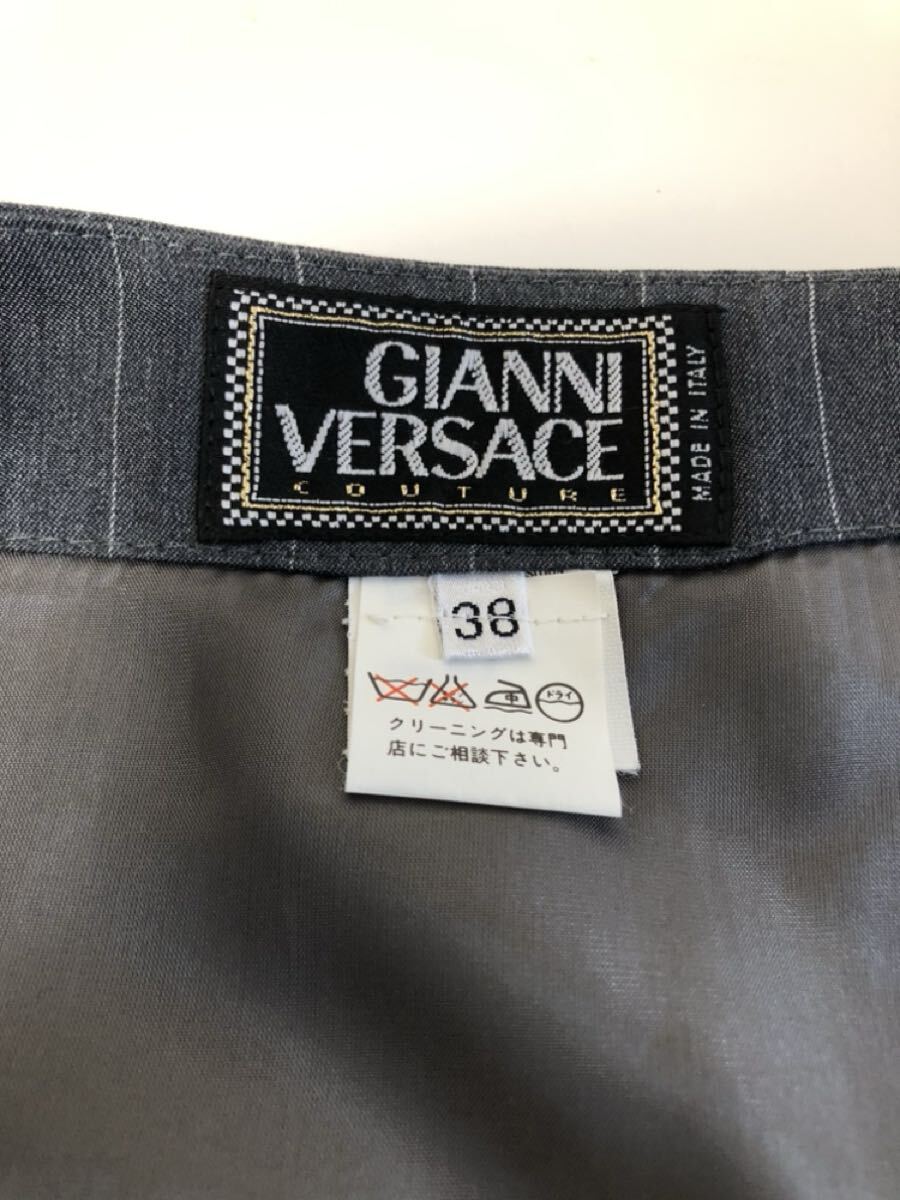 GIANNI
VERSACE
COUTURE
MADE IN ITALY
38
中
ドライ
クリーニングは専門
店にご相談下さい。